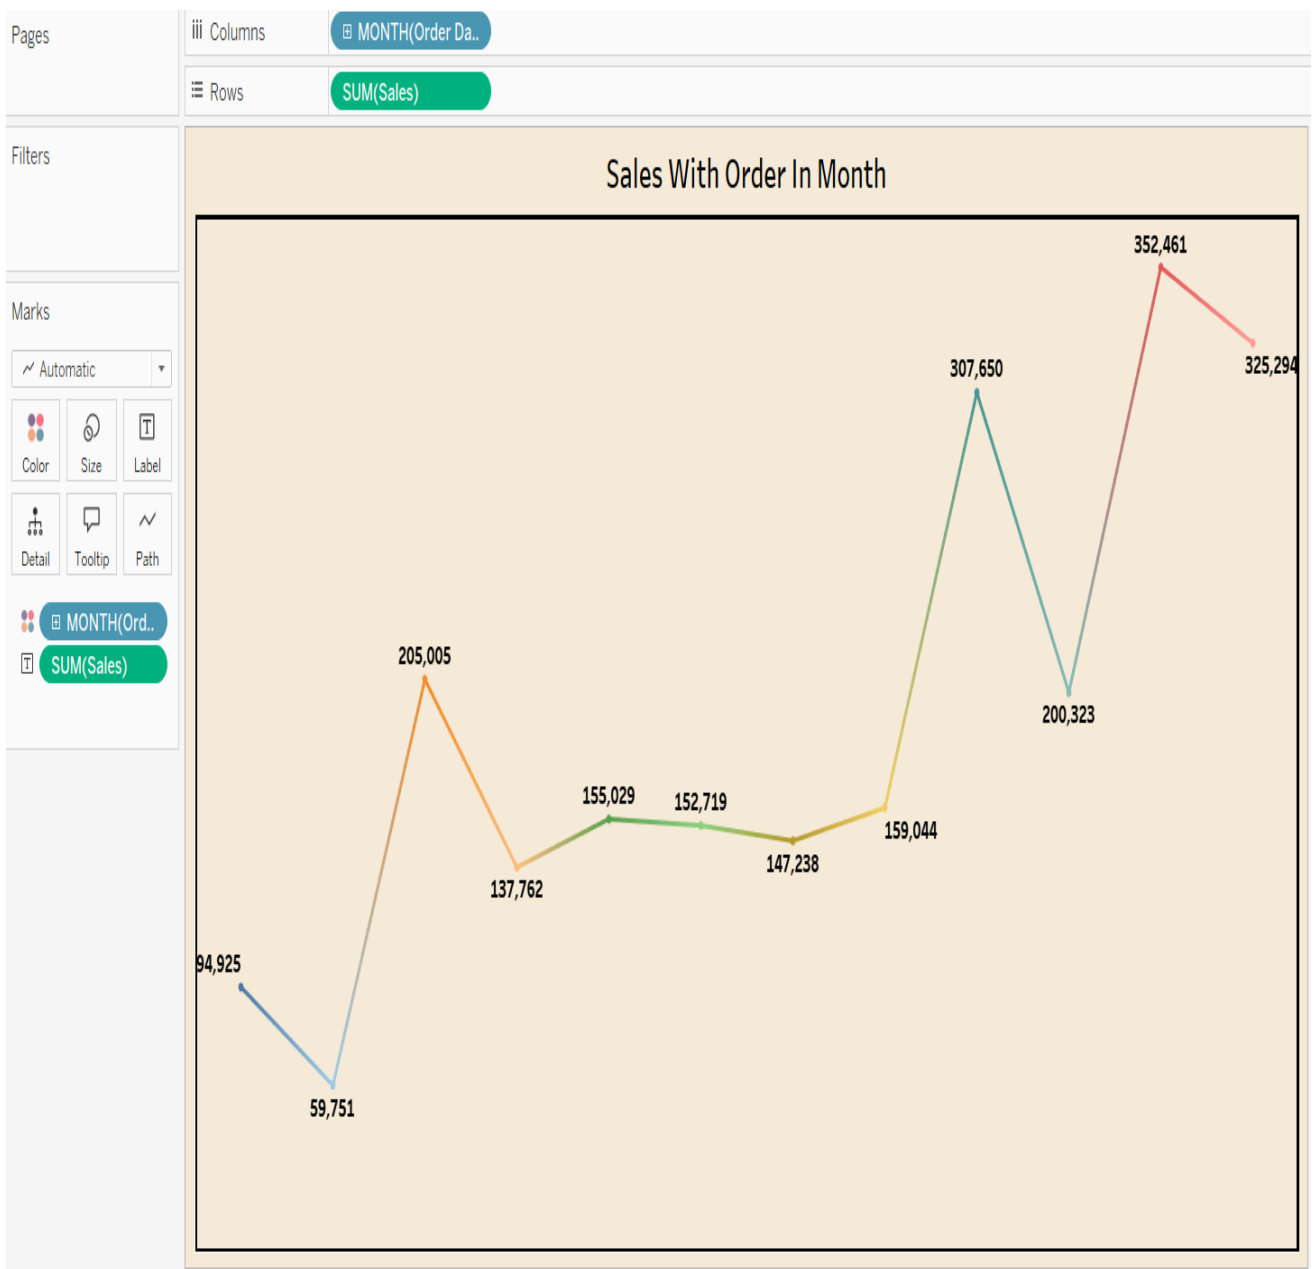 Pages
Columns
MONTH(Order Da..
Rows
SUM(Sales)
Filters
Marks
Automatic
Color
Size
Label
Detail
Tooltip
Path
MONTH(Ord..
SUM(Sales)
Sales With Order In Month
94,925
59,751
205,005
137,762
155,029
152,719
147,238
159,044
307,650
200,323
352,461
325,294